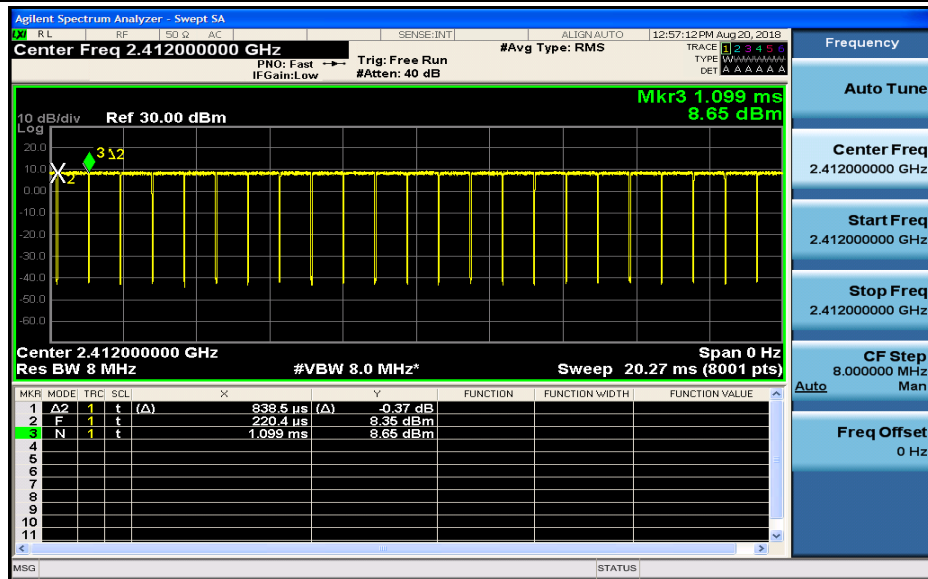 Agilent Spectrum Analyzer - Swept SA
LXI RL RF 50 Ω AC SENSE:INT ALIGNAUTO 12:57:12PM Aug 20, 2018
Center Freq 2.412000000 GHz
#Avg Type: RMS
TRACE 1 2 3 4 5 6
TYPE WWWWWW
DET A A A A A A
PNO: Fast
IFGain:Low
Trig: Free Run
#Atten: 40 dB
Mkr3 1.099 ms
8.65 dBm
10 dB/div Ref 30.00 dBm
Log
20.0
10.0
0.00
-10.0
-20.0
-30.0
-40.0
-50.0
-60.0
2
3 Δ2
Center 2.412000000 GHz Span 0 Hz
Res BW 8 MHz #VBW 8.0 MHz* Sweep 20.27 ms (8001 pts)
MKR MODE TRC SCL X Y FUNCTION FUNCTION WIDTH FUNCTION VALUE
1 Δ2 1 t (Δ) 838.5 µs (Δ) -0.37 dB
2 F 1 t 220.4 µs 8.35 dBm
3 N 1 t 1.099 ms 8.65 dBm
4
5
6
7
8
9
10
11
MSG STATUS
Frequency
Auto Tune
Center Freq
2.412000000 GHz
Start Freq
2.412000000 GHz
Stop Freq
2.412000000 GHz
CF Step
8.000000 MHz
Auto Man
Freq Offset
0 Hz